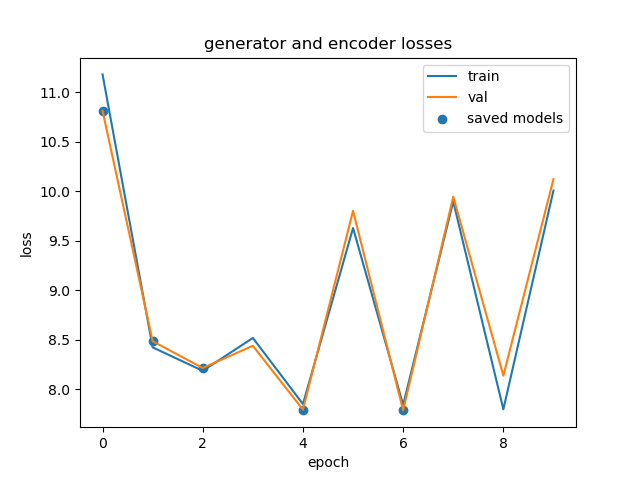 generator and encoder losses
train
val
saved models
11.0
10.5
10.0
9.5
9.0
8.5
8.0
loss
0
2
4
6
8
epoch